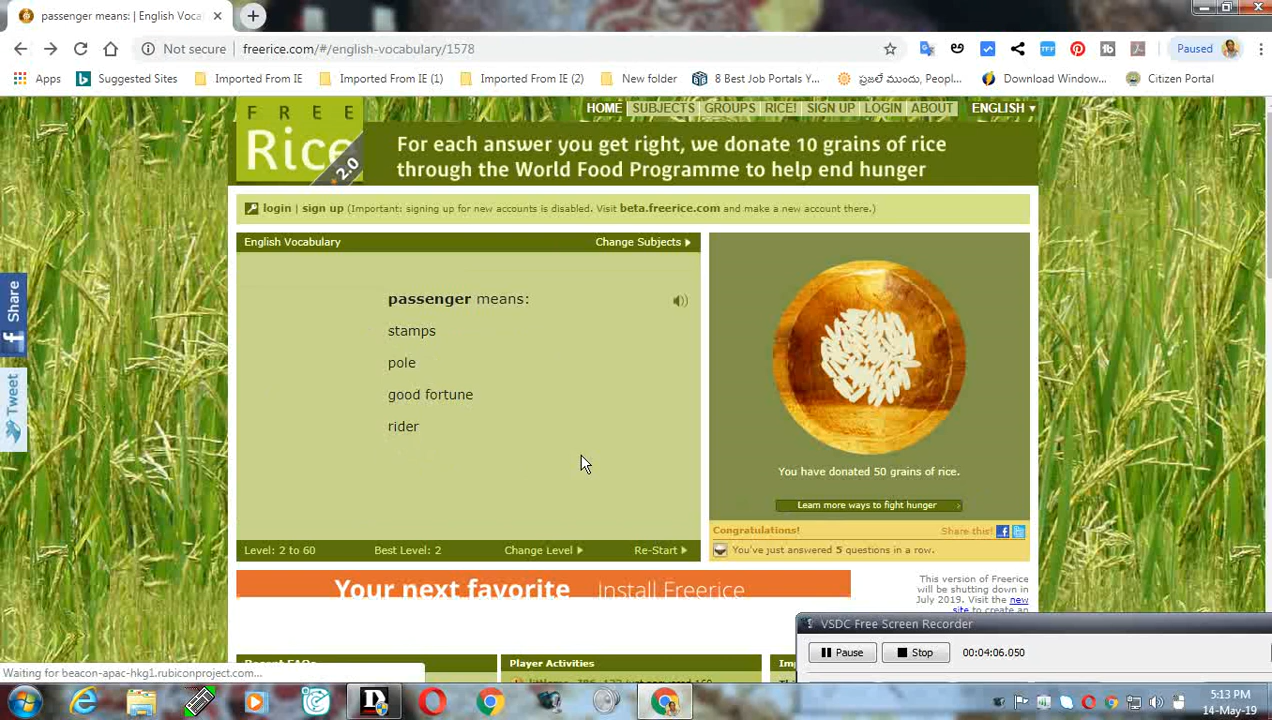 passenger means: | English Voca
Not secure | freerice.com/#/english-vocabulary/1578
Paused
Apps Suggested Sites Imported From IE Imported From IE (1) Imported From IE (2) New folder 8 Best Job Portals Y... ప్రజలే ముందు, Peopl... Download Window... Citizen Portal
HOME SUBJECTS GROUPS RICE! SIGN UP LOGIN ABOUT ENGLISH
FREE
Rice 2.0
For each answer you get right, we donate 10 grains of rice
through the World Food Programme to help end hunger
login | sign up (Important: signing up for new accounts is disabled. Visit beta.freerice.com and make a new account there.)
English Vocabulary Change Subjects
passenger means:
stamps
pole
good fortune
rider
Level: 2 to 60 Best Level: 2 Change Level Re-Start
You have donated 50 grains of rice.
Learn more ways to fight hunger
Congratulations! Share this!
You've just answered 5 questions in a row.
Share
Tweet
Your next favorite Install Freerice
This version of Freerice
will be shutting down in
July 2019. Visit the new
site to create an
VSDC Free Screen Recorder
Pause Stop 00:04:06.050
Waiting for beacon-apac-hkg1.rubiconproject.com...
Recent FAQs Player Activities
5:13 PM
14-May-19